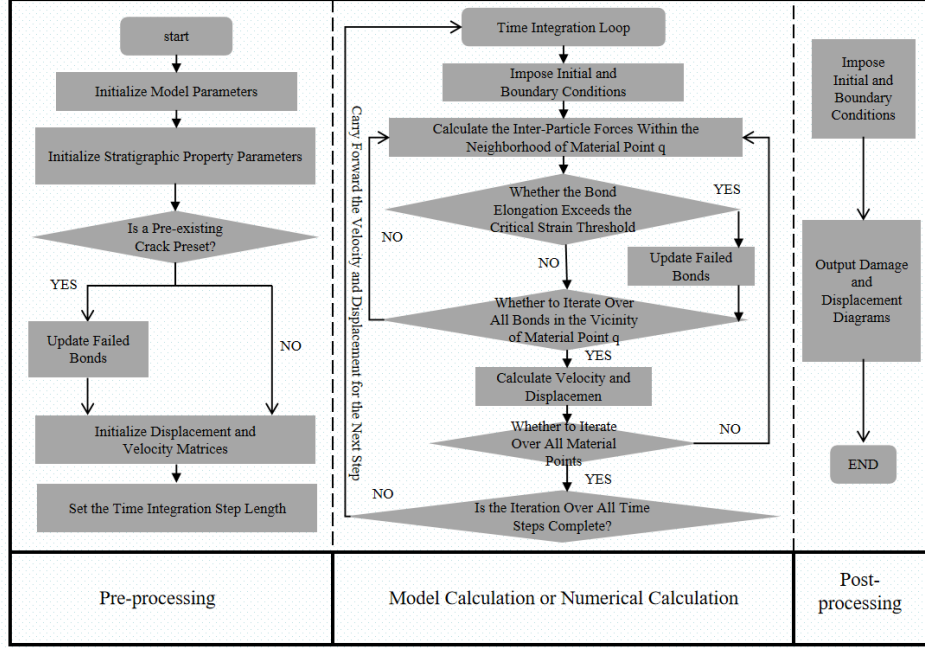 start
Initialize Model Parameters
Initialize Stratigraphic Property Parameters
Is a Pre-existing
Crack Preset?
YES
NO
Update Failed
Bonds
Initialize Displacement and
Velocity Matrices
Set the Time Integration Step Length
Pre-processing
Carry Forward the Velocity and Displacement for the Next Step
Time Integration Loop
Impose Initial and
Boundary Conditions
Calculate the Inter-Particle Forces Within the
Neighborhood of Material Point q
Whether the Bond
Elongation Exceeds the
Critical Strain Threshold
YES
NO
NO
Update Failed Bonds
Whether to Iterate Over
All Bonds in the Vicinity
of Material Point q
YES
Calculate Velocity and
Displacemen
Whether to Iterate
Over All Material
Points
NO
YES
NO
Is the Iteration Over All Time
Steps Complete?
Model Calculation or Numerical Calculation
Impose
Initial and
Boundary
Conditions
Output Damage
and
Displacement
Diagrams
END
Post-
processing